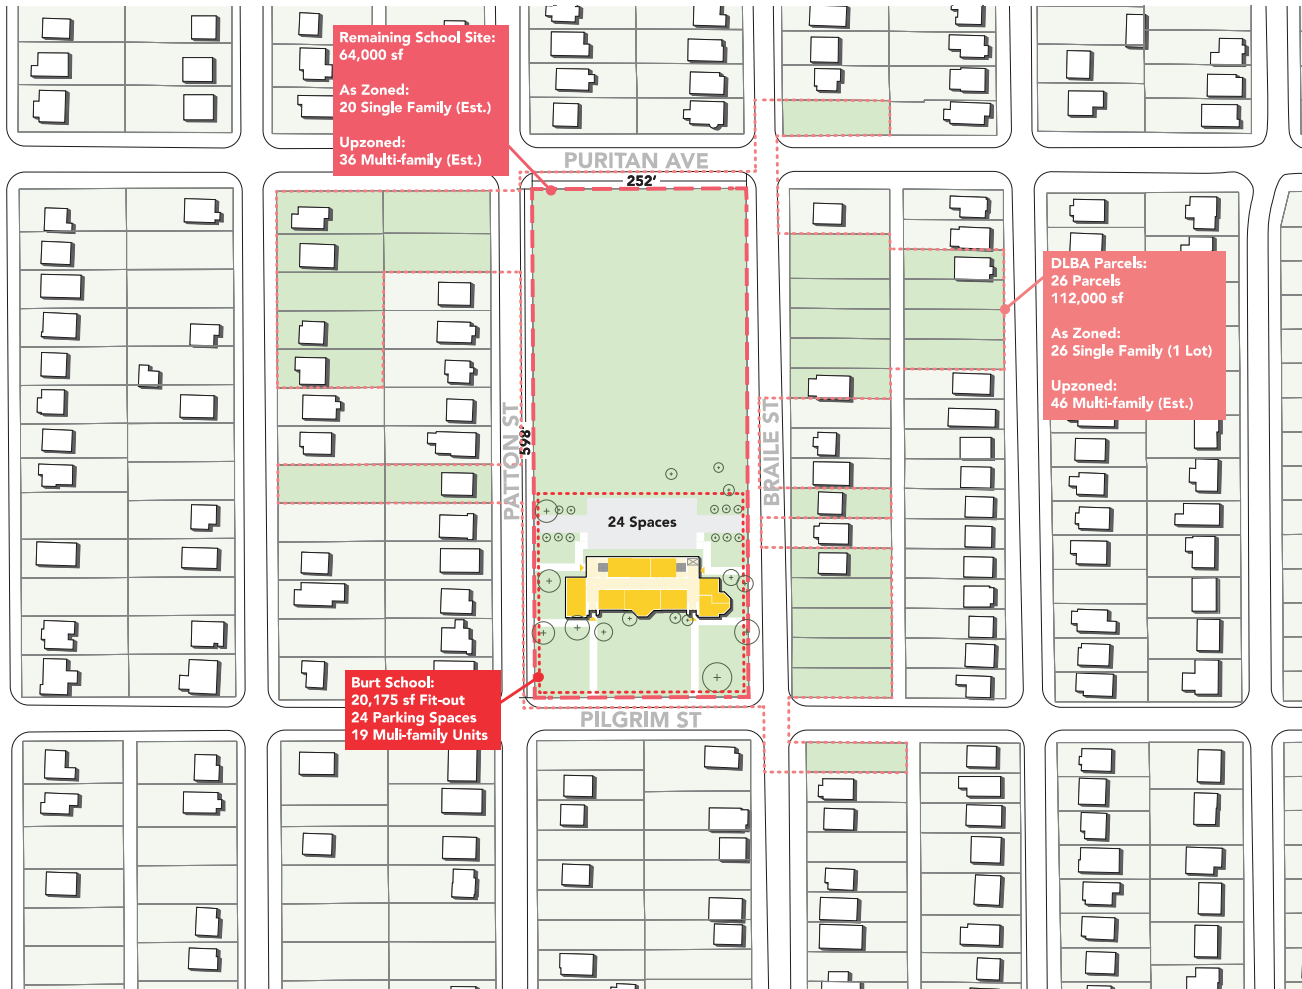 Remaining School Site:
64,000 sf
As Zoned:
20 Single Family (Est.)
Upzoned:
36 Multi-family (Est.)
PURITAN AVE
252'
DLBA Parcels:
26 Parcels
112,000 sf
As Zoned:
26 Single Family (1 Lot)
Upzoned:
46 Multi-family (Est.)
PATTON ST
598'
BRAILE ST
24 Spaces
Burt School:
20,175 sf Fit-out
24 Parking Spaces
19 Muli-family Units
PILGRIM ST